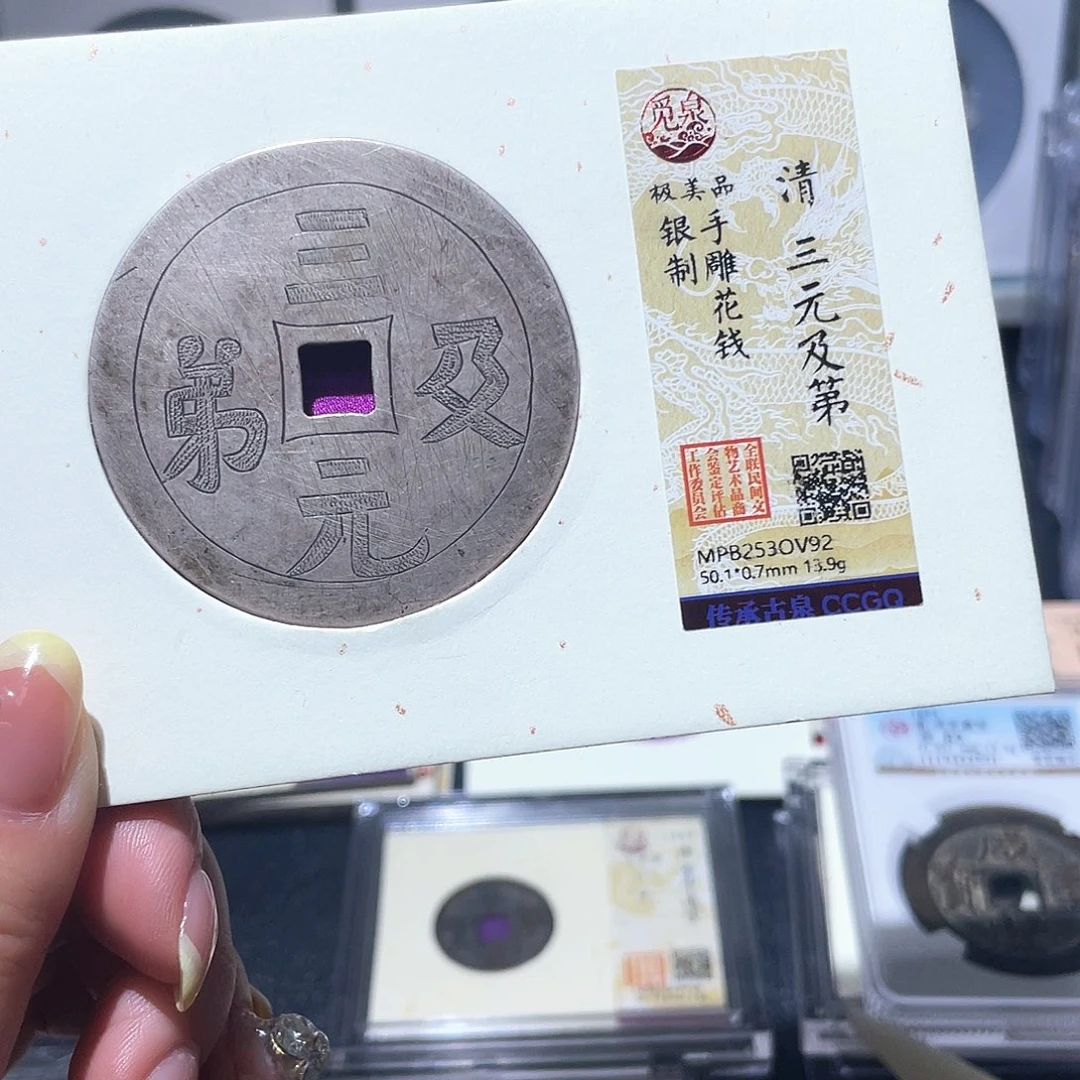 三元及第
觅泉
清 三元及第
极美品
手雕花钱
银制
全联民间文
物艺术品商
会鉴定评估
工作委员会
MPB253OV92
50.1*0.7mm 13.9g
传承古泉 CCGQ